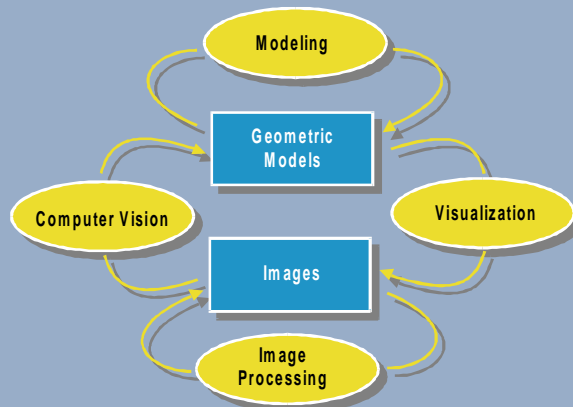 Modeling
Geometric
Models
Computer Vision
Visualization
Images
Image
Processing